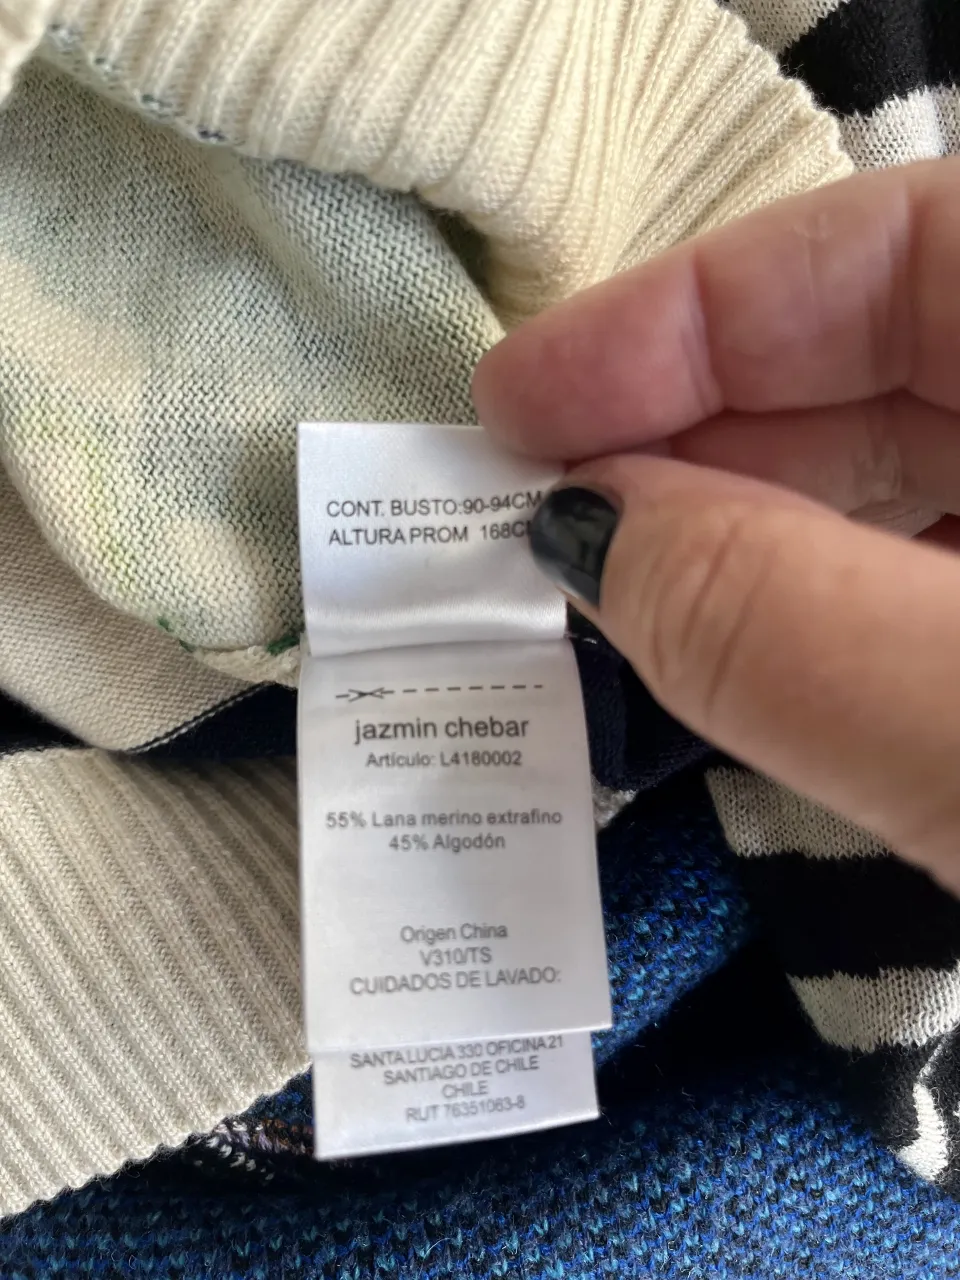 CONT. BUSTO:90-94CM
ALTURA PROM 168CM
jazmin chebar
Artículo: L4180002
55% Lana merino extrafino
45% Algodón
Origen China
V310/TS
CUIDADOS DE LAVADO:
SANTA LUCIA 330 OFICINA 21
SANTIAGO DE CHILE
CHILE
RUT 76351063-8